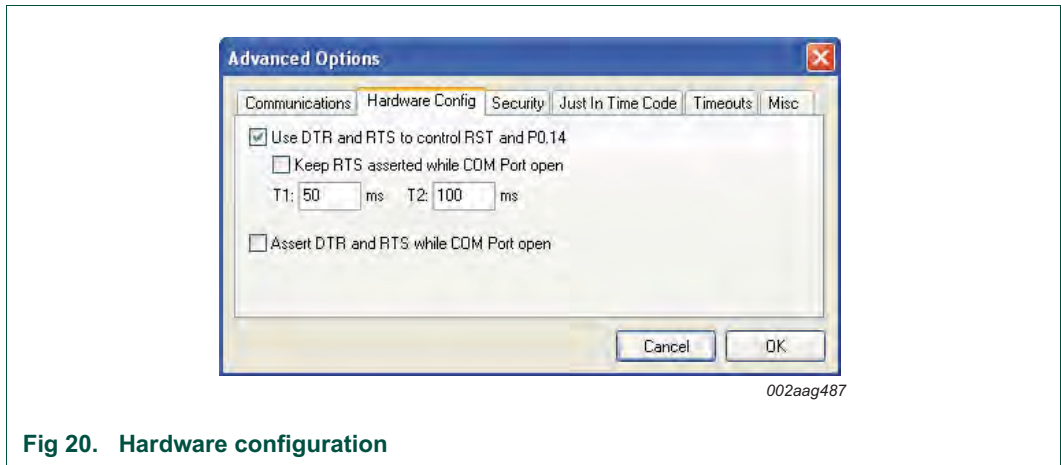 Advanced Options
Communications Hardware Config Security Just In Time Code Timeouts Misc
Use DTR and RTS to control RST and P0.14
Keep RTS asserted while COM Port open
T1: 50 ms T2: 100 ms
Assert DTR and RTS while COM Port open
Cancel OK
002aag487
Fig 20. Hardware configuration